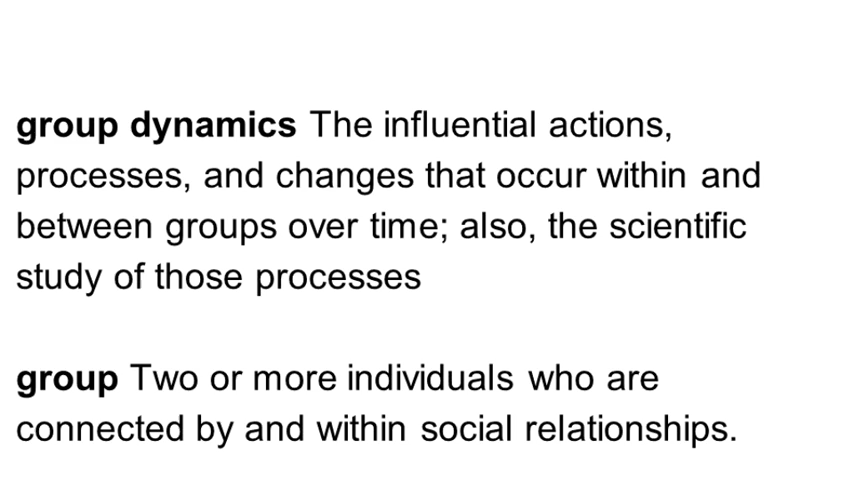 group dynamics The influential actions,
processes, and changes that occur within and
between groups over time; also, the scientific
study of those processes
group Two or more individuals who are
connected by and within social relationships.